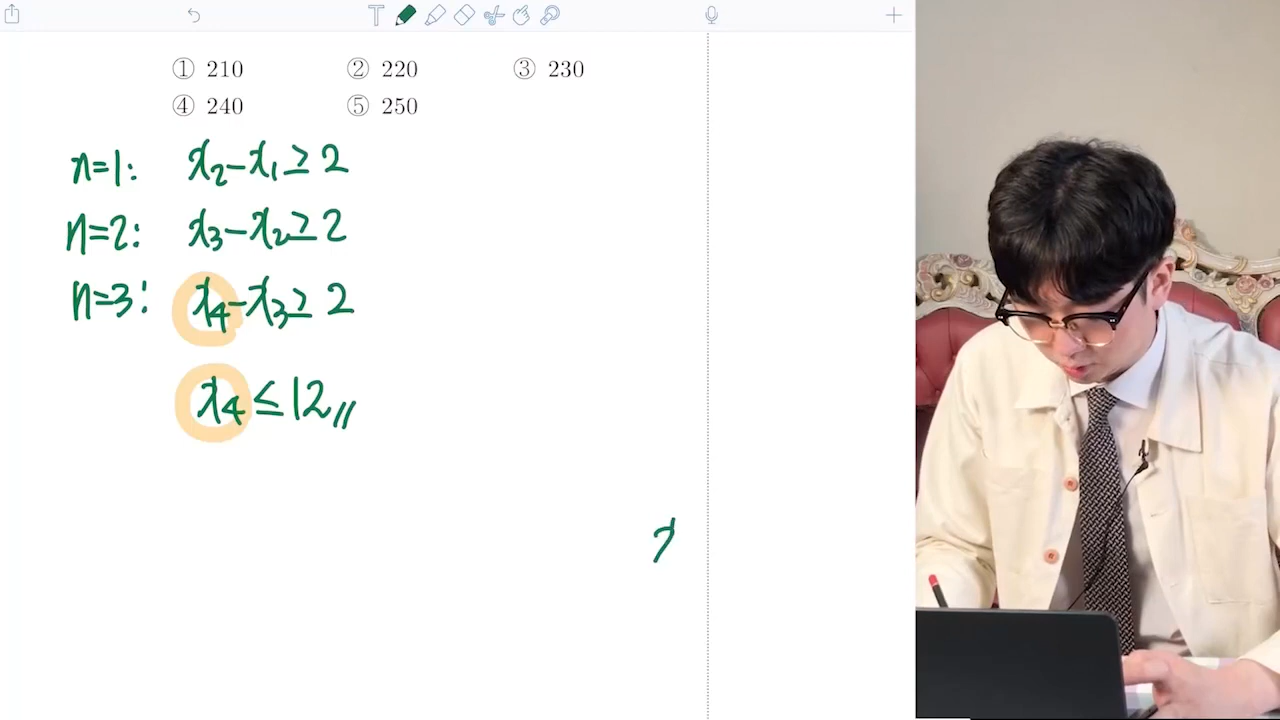 ① 210 ② 220 ③ 230
④ 240 ⑤ 250
n=1: x₂-x₁≥2
n=2: x₃-x₂≥2
n=3: x₄-x₃≥2
x₄≤12